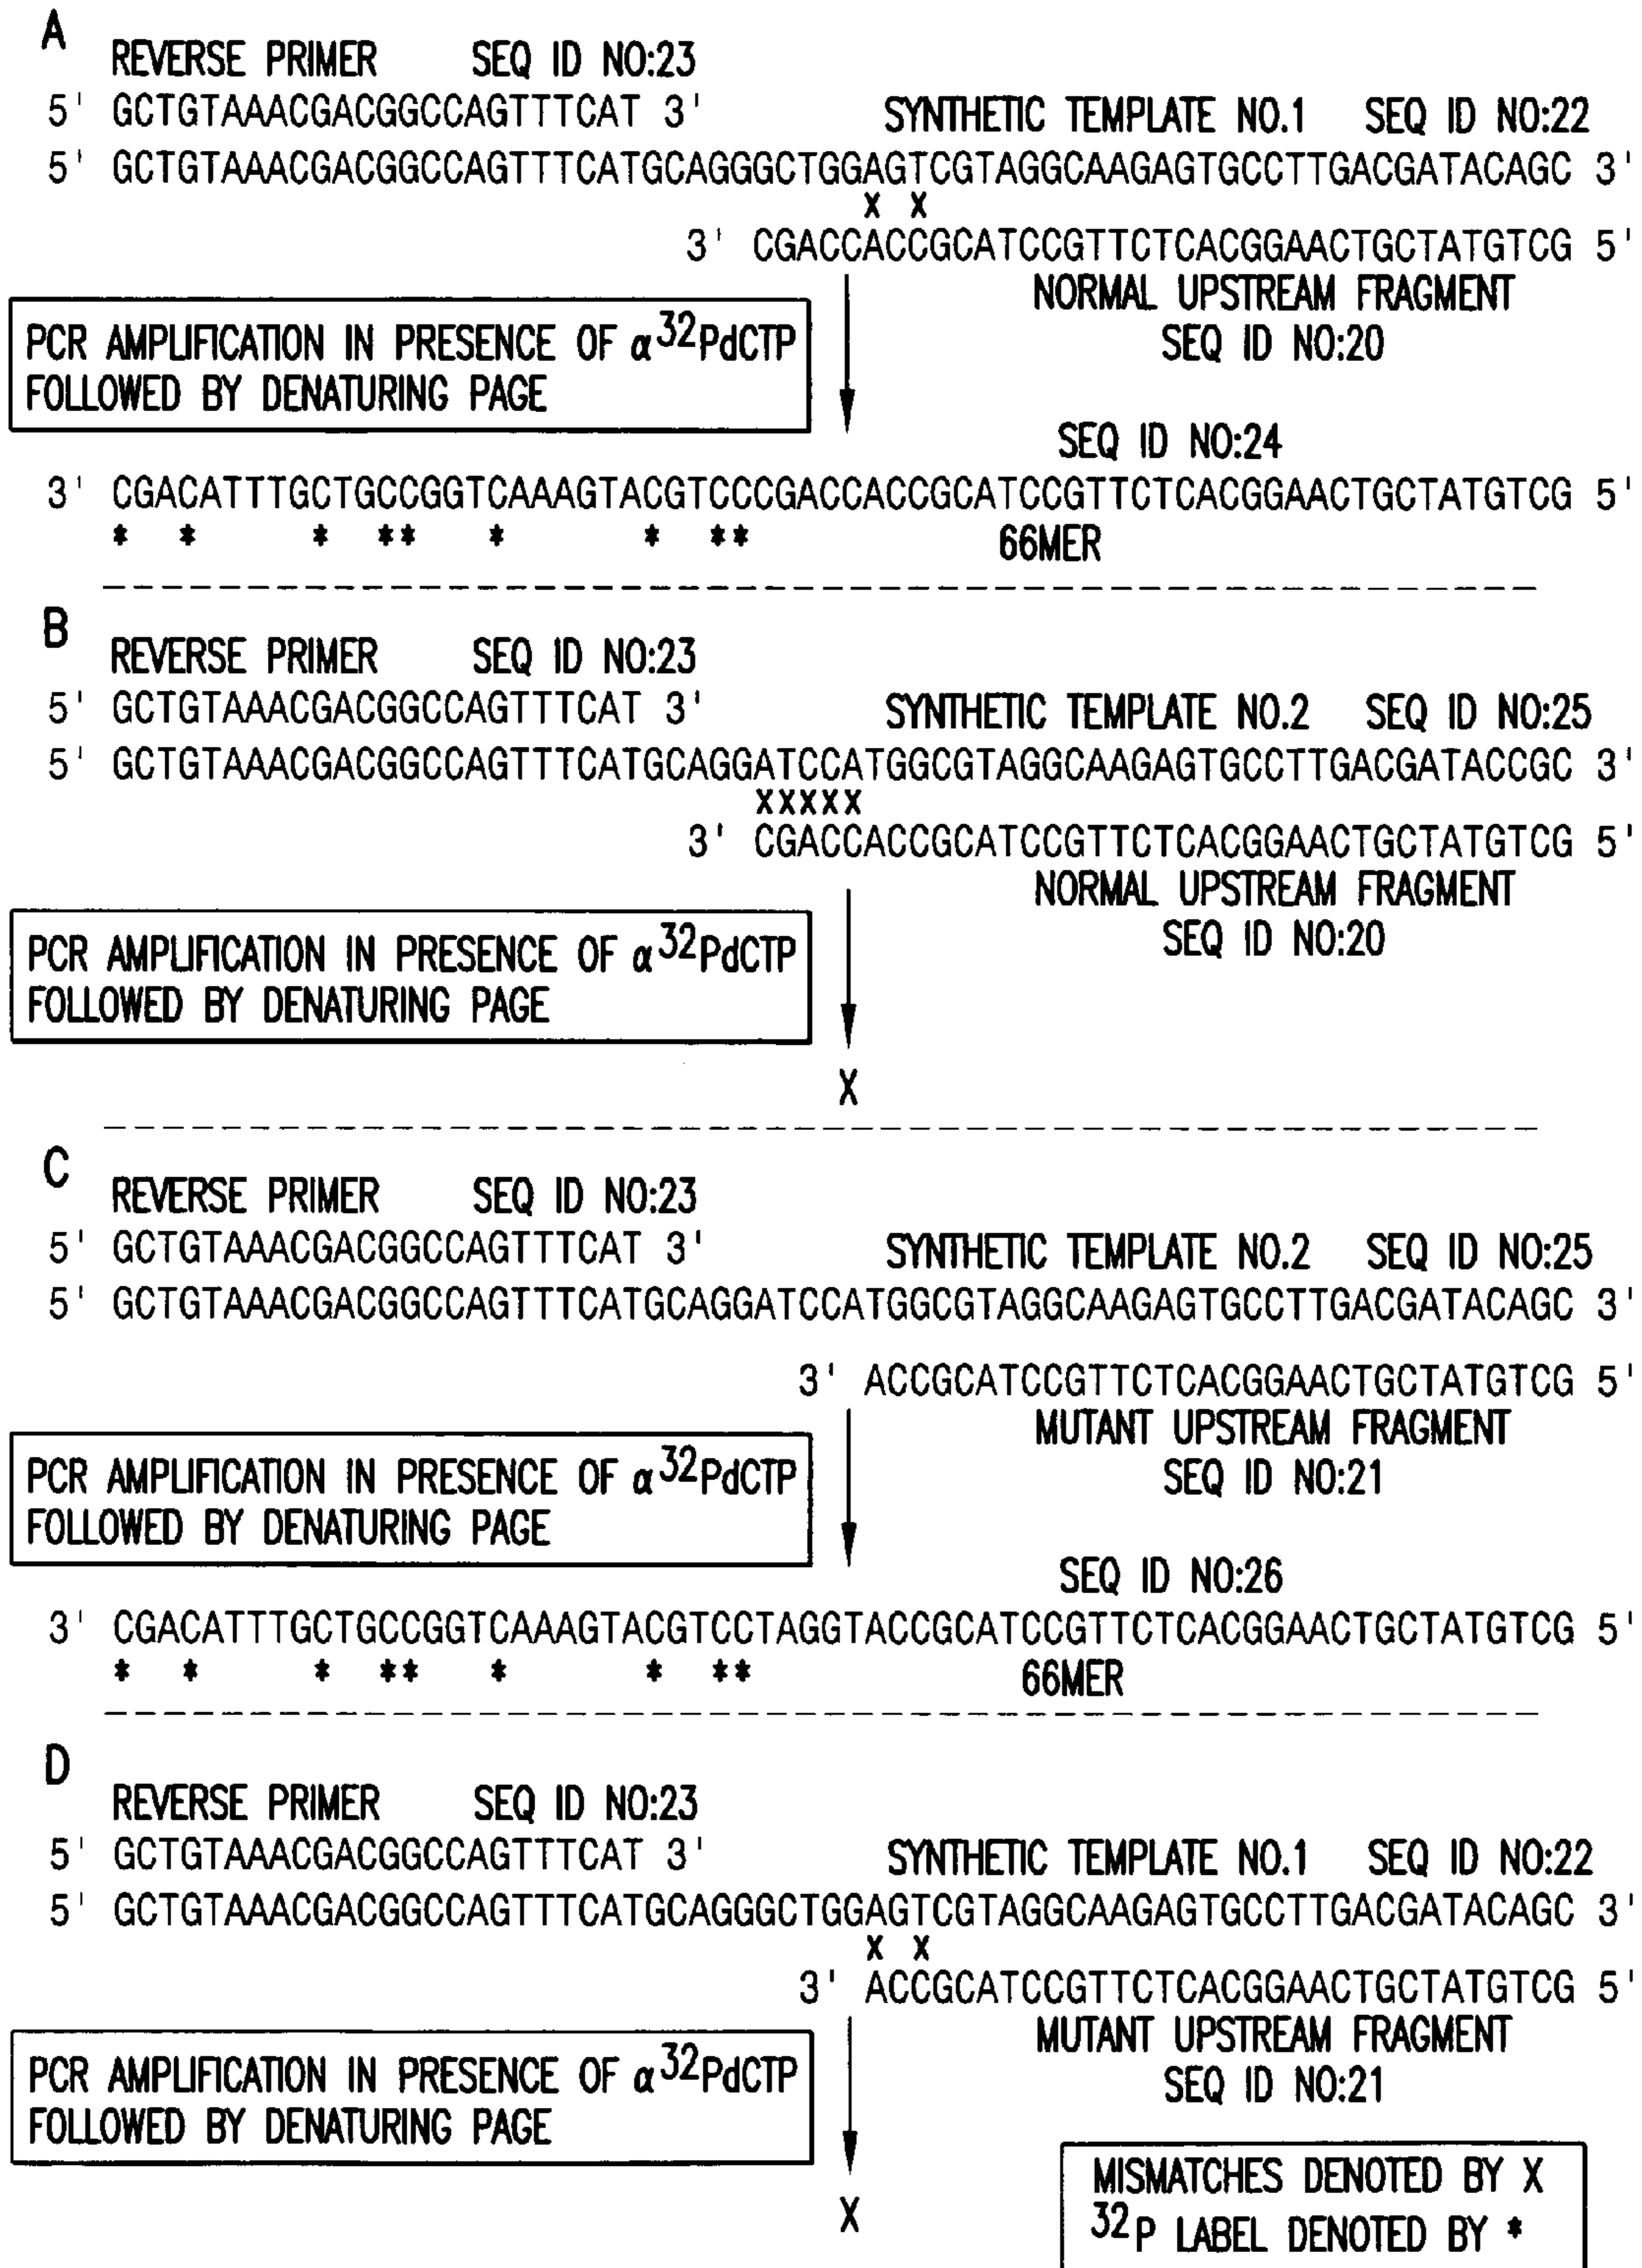 A
REVERSE PRIMER SEQ ID NO:23
5' GCTGTAAACGACGGCCAGTTTCAT 3'
SYNTHETIC TEMPLATE NO.1 SEQ ID NO:22
5' GCTGTAAACGACGGCCAGTTTCATGCAGGGCTGGAGTCGTAGGCAAGAGTGCCTTGACGATACAGC 3'
X X
3' CGACCACCGCATCCGTTCTCACGGAACTGCTATGTCG 5'
NORMAL UPSTREAM FRAGMENT
SEQ ID NO:20
PCR AMPLIFICATION IN PRESENCE OF α32PdCTP
FOLLOWED BY DENATURING PAGE
SEQ ID NO:24
3' CGACATTTGCTGCCGGTCAAAGTACGTCCCGACCACCGCATCCGTTCTCACGGAACTGCTATGTCG 5'
* * * ** * * **
66MER
B
REVERSE PRIMER SEQ ID NO:23
5' GCTGTAAACGACGGCCAGTTTCAT 3'
SYNTHETIC TEMPLATE NO.2 SEQ ID NO:25
5' GCTGTAAACGACGGCCAGTTTCATGCAGGATCCATGGCGTAGGCAAGAGTGCCTTGACGATACCGC 3'
XXXXX
3' CGACCACCGCATCCGTTCTCACGGAACTGCTATGTCG 5'
NORMAL UPSTREAM FRAGMENT
SEQ ID NO:20
PCR AMPLIFICATION IN PRESENCE OF α32PdCTP
FOLLOWED BY DENATURING PAGE
X
C
REVERSE PRIMER SEQ ID NO:23
5' GCTGTAAACGACGGCCAGTTTCAT 3'
SYNTHETIC TEMPLATE NO.2 SEQ ID NO:25
5' GCTGTAAACGACGGCCAGTTTCATGCAGGATCCATGGCGTAGGCAAGAGTGCCTTGACGATACAGC 3'
3' ACCGCATCCGTTCTCACGGAACTGCTATGTCG 5'
MUTANT UPSTREAM FRAGMENT
SEQ ID NO:21
PCR AMPLIFICATION IN PRESENCE OF α32PdCTP
FOLLOWED BY DENATURING PAGE
SEQ ID NO:26
3' CGACATTTGCTGCCGGTCAAAGTACGTCCTAGGTACCGCATCCGTTCTCACGGAACTGCTATGTCG 5'
* * * ** * * **
66MER
D
REVERSE PRIMER SEQ ID NO:23
5' GCTGTAAACGACGGCCAGTTTCAT 3'
SYNTHETIC TEMPLATE NO.1 SEQ ID NO:22
5' GCTGTAAACGACGGCCAGTTTCATGCAGGGCTGGAGTCGTAGGCAAGAGTGCCTTGACGATACAGC 3'
X X
3' ACCGCATCCGTTCTCACGGAACTGCTATGTCG 5'
MUTANT UPSTREAM FRAGMENT
SEQ ID NO:21
PCR AMPLIFICATION IN PRESENCE OF α32PdCTP
FOLLOWED BY DENATURING PAGE
X
MISMATCHES DENOTED BY X
32P LABEL DENOTED BY *